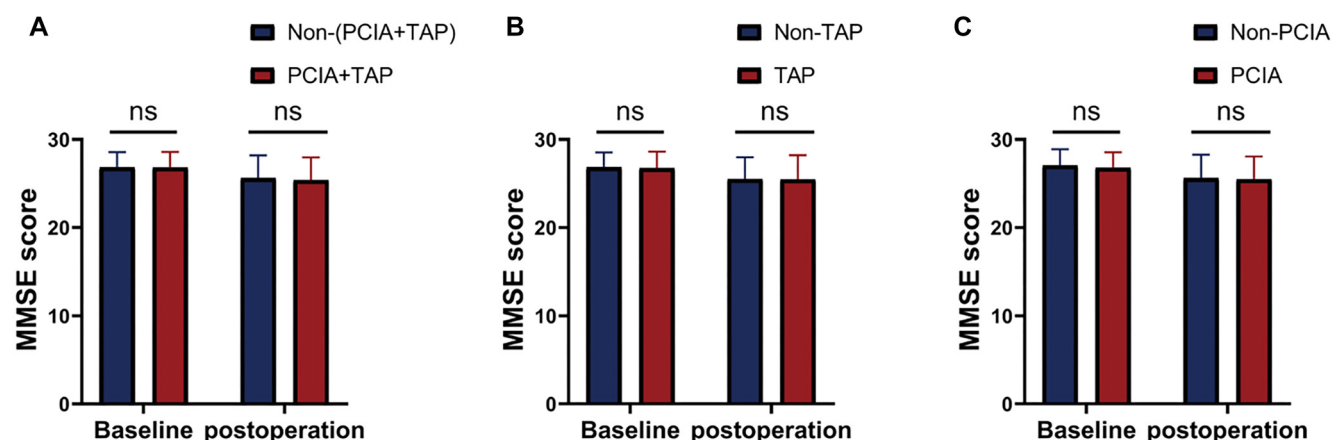 A
Non-(PCIA+TAP)
PCIA+TAP
ns
ns
MMSE score
30
20
10
0
Baseline postoperation
B
Non-TAP
TAP
ns
ns
MMSE score
30
20
10
0
Baseline postoperation
C
Non-PCIA
PCIA
ns
ns
MMSE score
30
20
10
0
Baseline postoperation